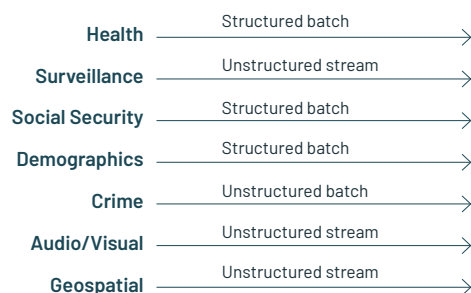 Structured batch
Health
Unstructured stream
Surveillance
Structured batch
Social Security
Structured batch
Demographics
Unstructured batch
Crime
Unstructured stream
Audio/Visual
Unstructured stream
Geospatial